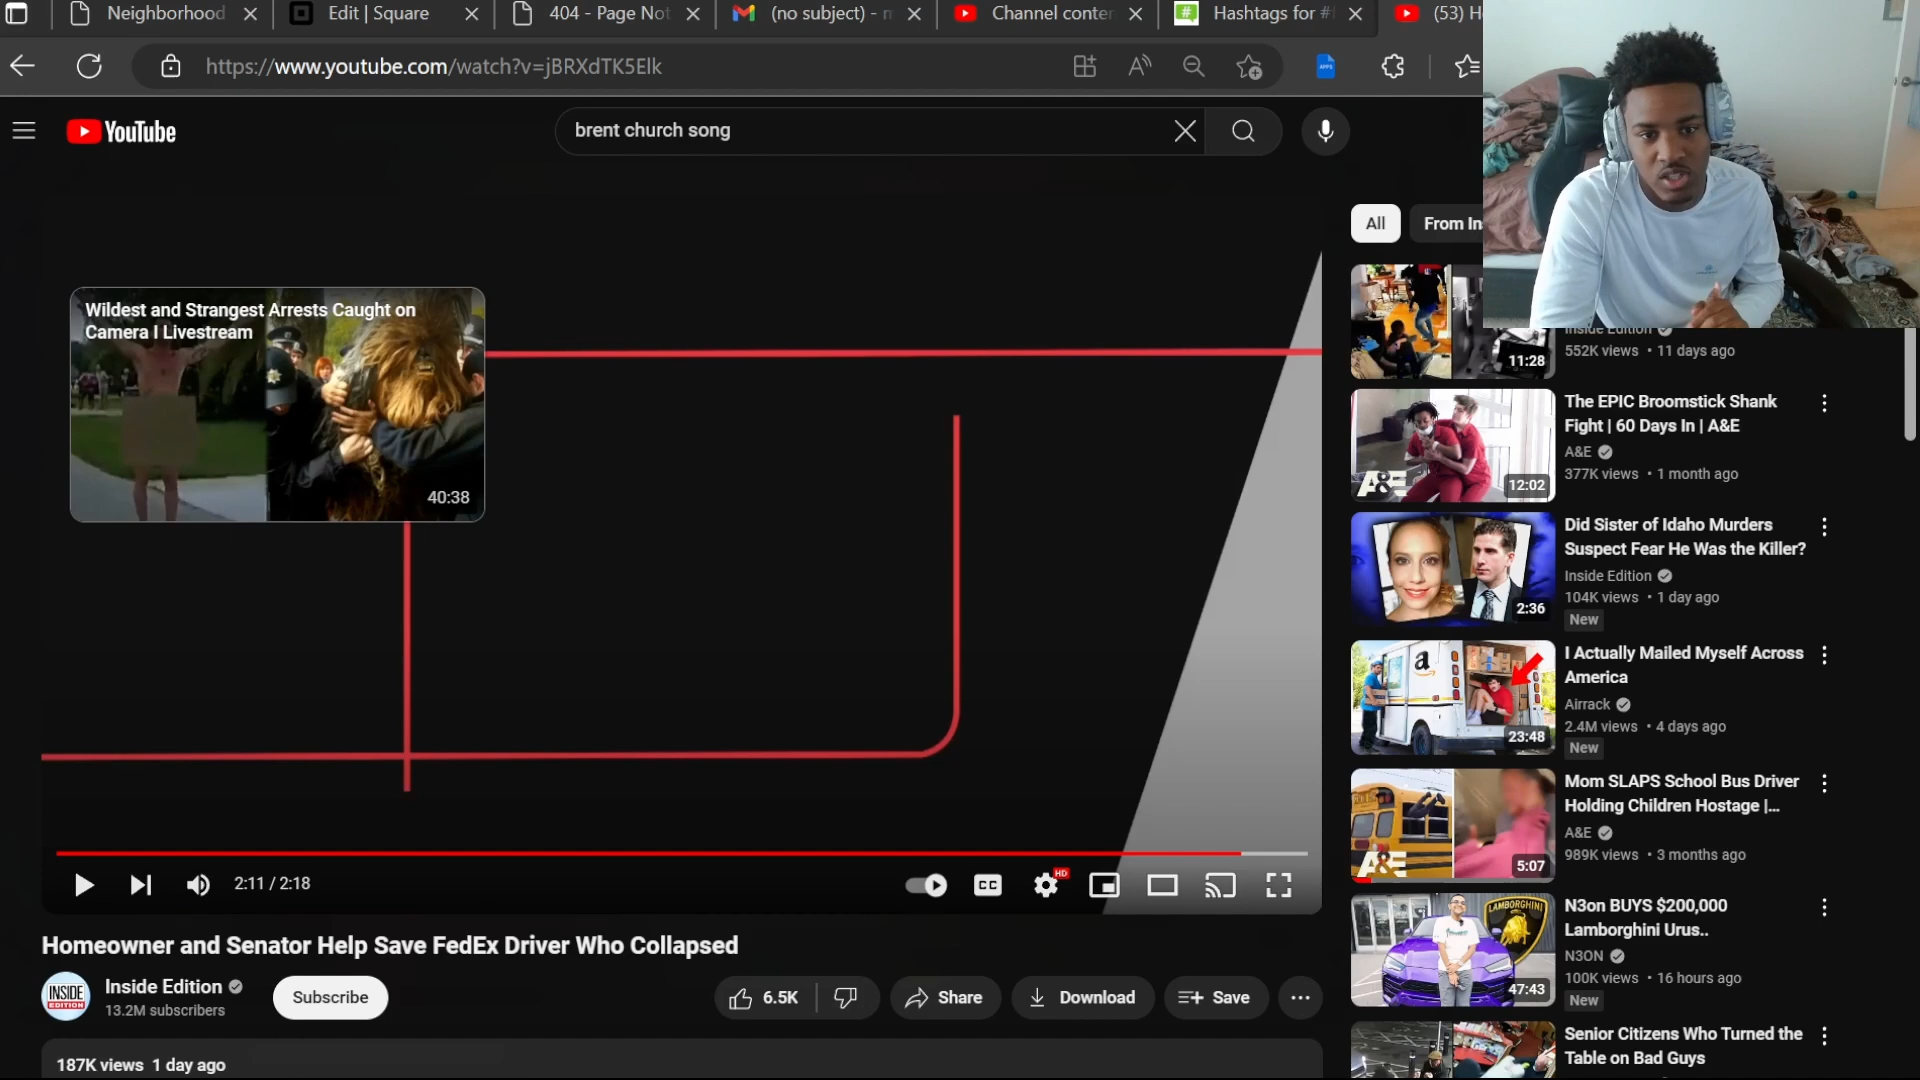 Neighborhood
Edit | Square
404 - Page Not
(no subject) - m
Channel conten
Hashtags for #
(53) H
https://www.youtube.com/watch?v=jBRXdTK5Elk
APPS
YouTube
brent church song
All
From In
Wildest and Strangest Arrests Caught on
Camera I Livestream
40:38
2:11 / 2:18
CC
HD
Homeowner and Senator Help Save FedEx Driver Who Collapsed
INSIDE
EDITION
Inside Edition
13.2M subscribers
Subscribe
6.5K
Share
Download
Save
187K views 1 day ago
11:28
Inside Edition
552K views • 11 days ago
A&E
12:02
The EPIC Broomstick Shank
Fight | 60 Days In | A&E
A&E
377K views • 1 month ago
2:36
Did Sister of Idaho Murders
Suspect Fear He Was the Killer?
Inside Edition
104K views • 1 day ago
New
a
23:48
I Actually Mailed Myself Across
America
Airrack
2.4M views • 4 days ago
New
A&E
5:07
Mom SLAPS School Bus Driver
Holding Children Hostage |...
A&E
989K views • 3 months ago
LAMBORGHINI
47:43
N3on BUYS $200,000
Lamborghini Urus..
N3ON
100K views • 16 hours ago
New
Senior Citizens Who Turned the
Table on Bad Guys